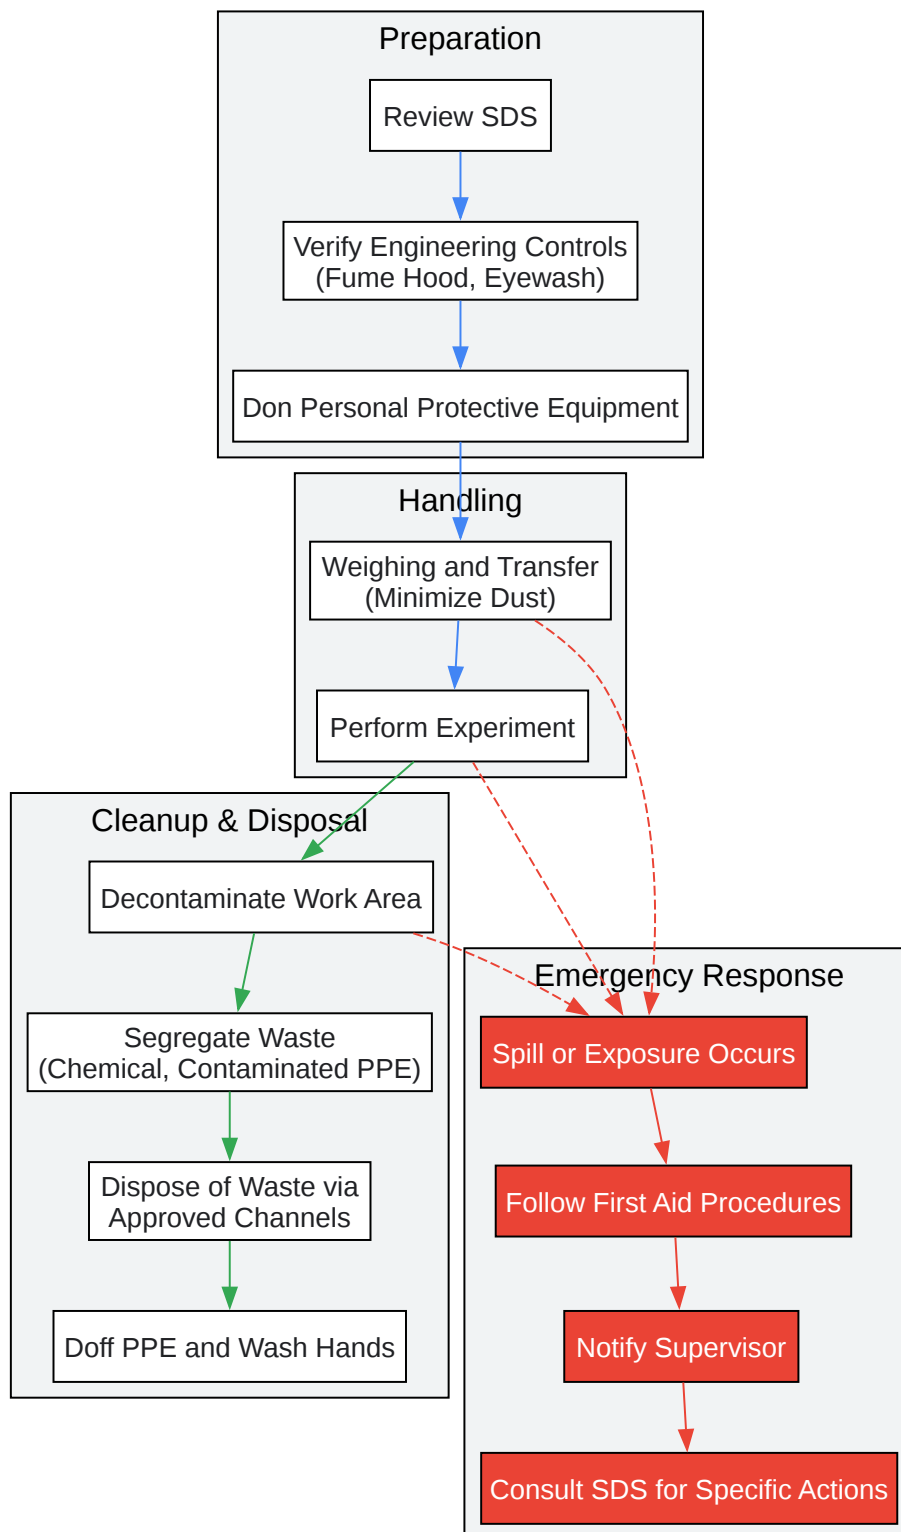 Preparation
Review SDS
Verify Engineering Controls
(Fume Hood, Eyewash)
Don Personal Protective Equipment
Handling
Weighing and Transfer
(Minimize Dust)
Perform Experiment
Cleanup & Disposal
Decontaminate Work Area
Segregate Waste
(Chemical, Contaminated PPE)
Dispose of Waste via
Approved Channels
Doff PPE and Wash Hands
Emergency Response
Spill or Exposure Occurs
Follow First Aid Procedures
Notify Supervisor
Consult SDS for Specific Actions